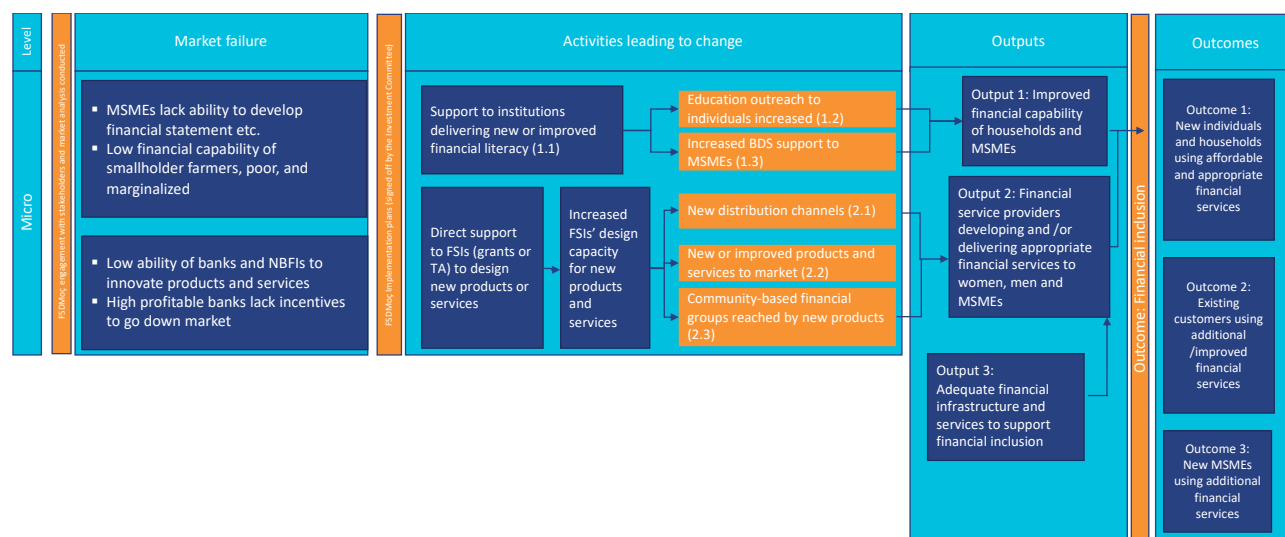 Level
Market failure
Activities leading to change
Outputs
Outcomes
Micro
FSDMoç engagement with stakeholders and market analysis conducted
▪ MSMEs lack ability to develop
financial statement etc.
▪ Low financial capability of
smallholder farmers, poor, and
marginalized
▪ Low ability of banks and NBFIs to
innovate products and services
▪ High profitable banks lack incentives
to go down market
FSDMoç Implementation plans (signed off by the Investment Committee)
Support to institutions
delivering new or improved
financial literacy (1.1)
Education outreach to
individuals increased (1.2)
Increased BDS support to
MSMEs (1.3)
Direct support
to FSIs (grants or
TA) to design
new products or
services
Increased
FSIs' design
capacity
for new
products
and
services
New distribution channels (2.1)
New or improved products and
services to market (2.2)
Community-based financial
groups reached by new products
(2.3)
Output 1: Improved
financial capability
of households and
MSMEs
Output 2: Financial
service providers
developing and /or
delivering appropriate
financial services to
women, men and
MSMEs
Output 3:
Adequate financial
infrastructure and
services to support
financial inclusion
Outcome: Financial inclusion
Outcome 1:
New individuals
and households
using affordable
and appropriate
financial
services
Outcome 2:
Existing
customers using
additional
/improved
financial
services
Outcome 3:
New MSMEs
using additional
financial
services